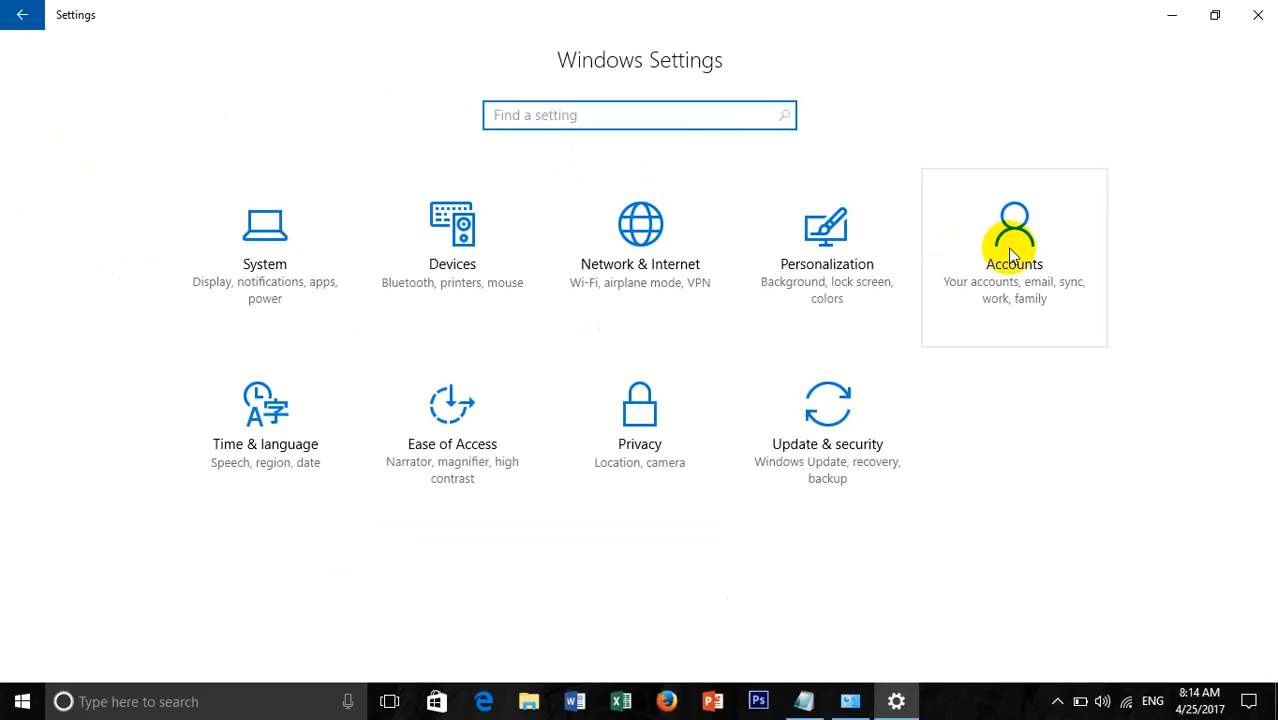 Settings
Windows Settings
Find a setting
System
Display, notifications, apps,
power
Devices
Bluetooth, printers, mouse
Network & Internet
Wi-Fi, airplane mode, VPN
Personalization
Background, lock screen,
colors
Accounts
Your accounts, email, sync,
work, family
A字
Time & language
Speech, region, date
Ease of Access
Narrator, magnifier, high
contrast
Privacy
Location, camera
Update & security
Windows Update, recovery,
backup
Type here to search
Ps
ENG
8:14 AM
4/25/2017